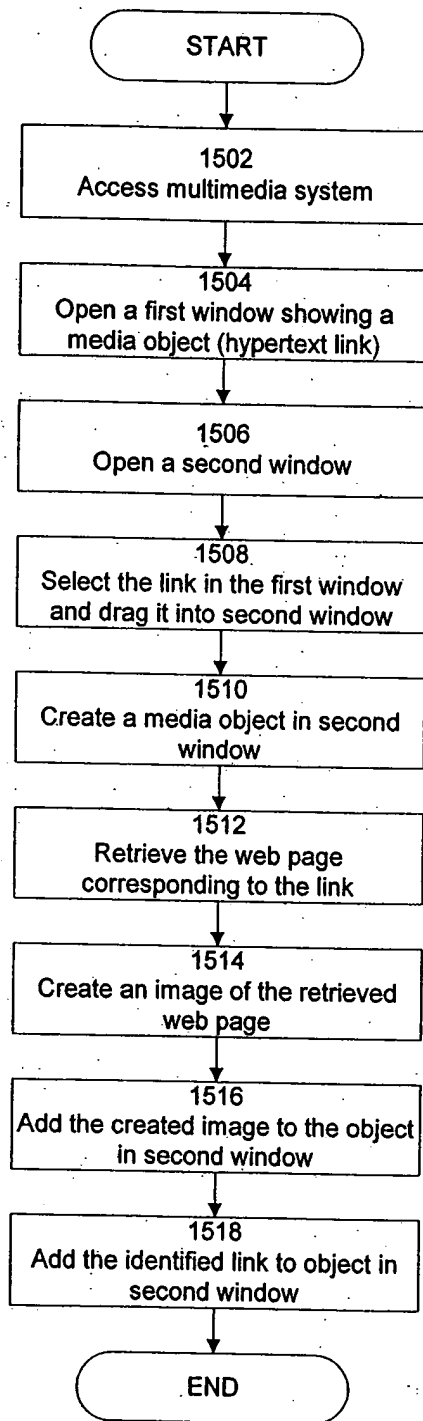 START
1502
Access multimedia system
1504
Open a first window showing a
media object (hypertext link)
1506
Open a second window
1508
Select the link in the first window
and drag it into second window
1510
Create a media object in second
window
1512
Retrieve the web page
corresponding to the link
1514
Create an image of the retrieved
web page
1516
Add the created image to the object
in second window
1518
Add the identified link to object in
second window
END